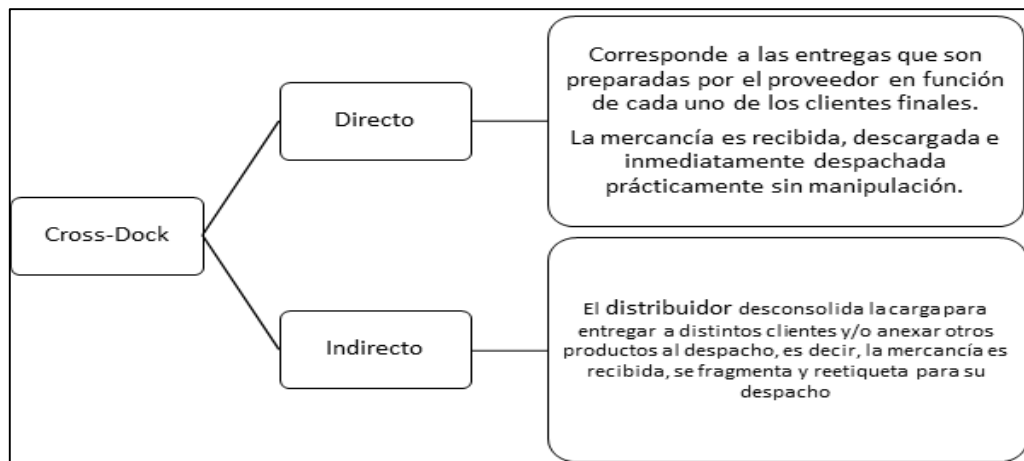 Cross-Dock
Directo
Corresponde a las entregas que son
preparadas por el proveedor en función
de cada uno de los clientes finales.
La mercancía es recibida, descargada e
inmediatamente despachada
prácticamente sin manipulación.
Indirecto
El distribuidor desconsolida la carga para
entregar a distintos clientes y/o anexar otros
productos al despacho, es decir, la mercancía es
recibida, se fragmenta y reetiqueta para su
despacho